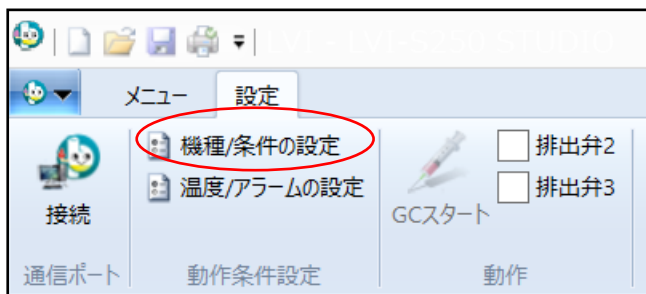 LVI - LVI-S250 STUDIO
メニュー 設定
機種/条件の設定
排出弁2
温度/アラームの設定
排出弁3
接続
GCスタート
通信ポート
動作条件設定
動作